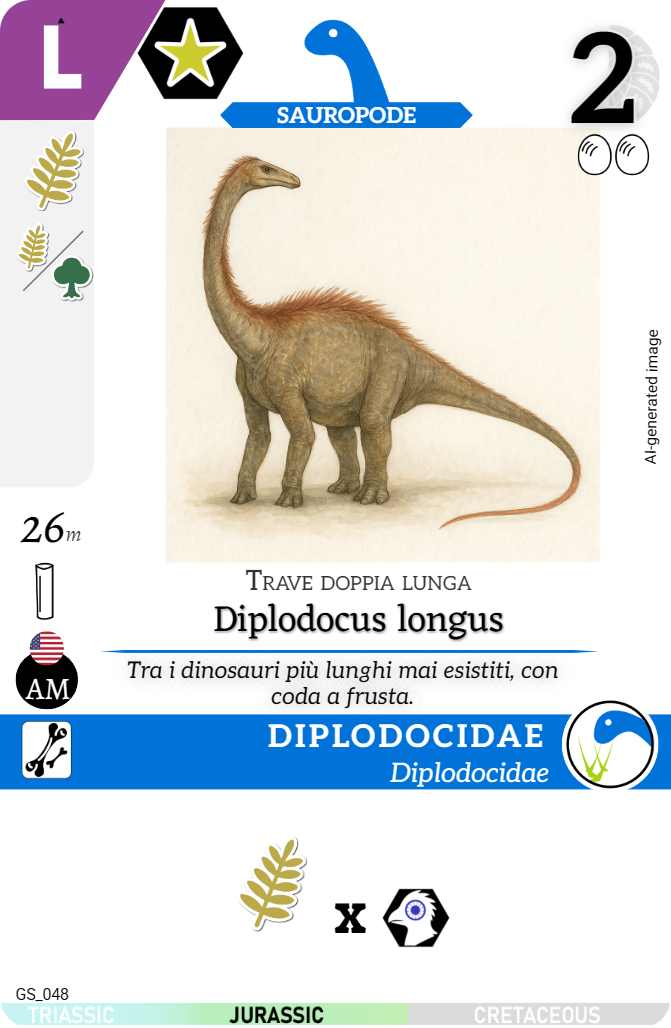 L
SAUROPODE
2
AI-generated image
26m
TRAVE DOPPIA LUNGA
Diplodocus longus
AM
Tra i dinosauri più lunghi mai esistiti, con
coda a frusta.
DIPLODOCIDAE
Diplodocidae
x
GS_048
TRIASSIC JURASSIC CRETACEOUS